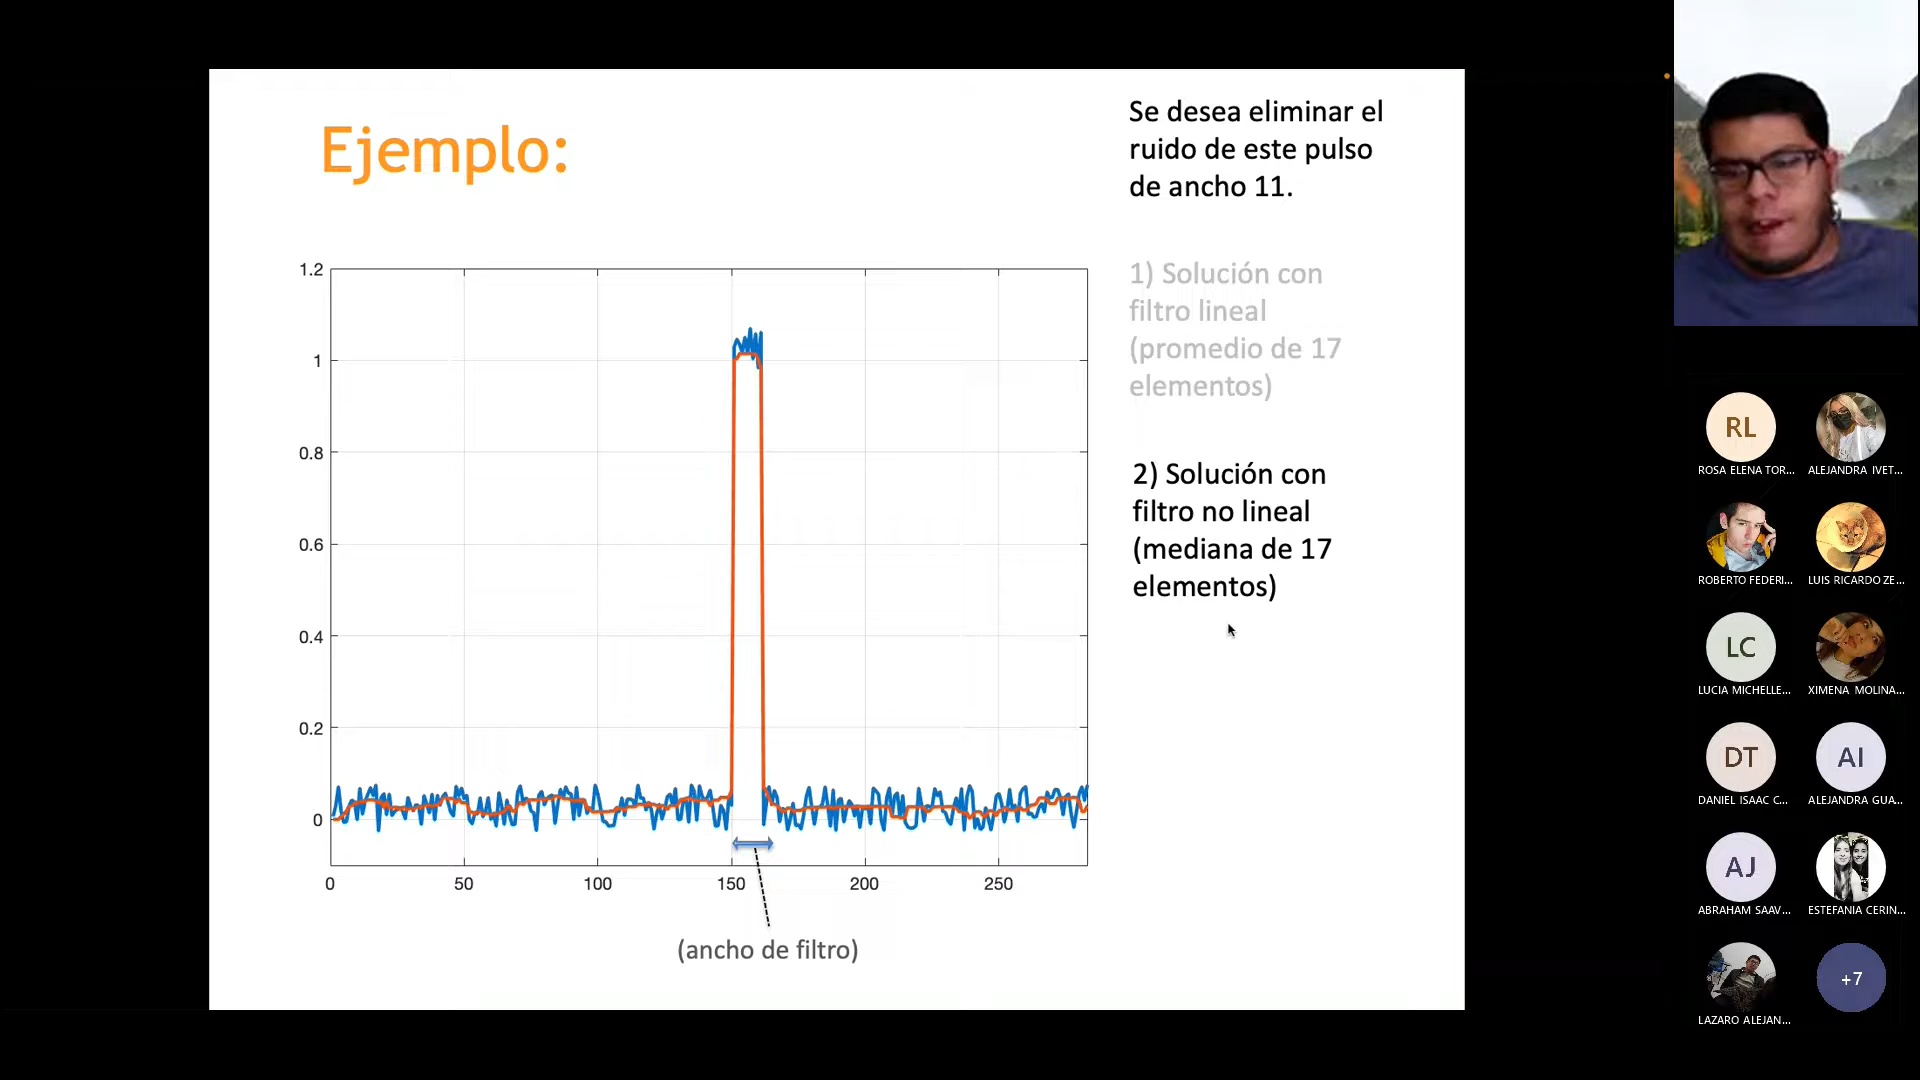 Ejemplo:
Se desea eliminar el
ruido de este pulso
de ancho 11.
1) Solución con
filtro lineal
(promedio de 17
elementos)
2) Solución con
filtro no lineal
(mediana de 17
elementos)
1.2
1
0.8
0.6
0.4
0.2
0
0 50 100 150 200 250
(ancho de filtro)
RL
ROSA ELENA TOR... ALEJANDRA IVET...
ROBERTO FEDERI... LUIS RICARDO ZE...
LC
LUCIA MICHELLE... XIMENA MOLINA...
DT AI
DANIEL ISAAC C... ALEJANDRA GUA...
AJ
ABRAHAM SAAV... ESTEFANIA CERIN...
+7
LAZARO ALEJAN...